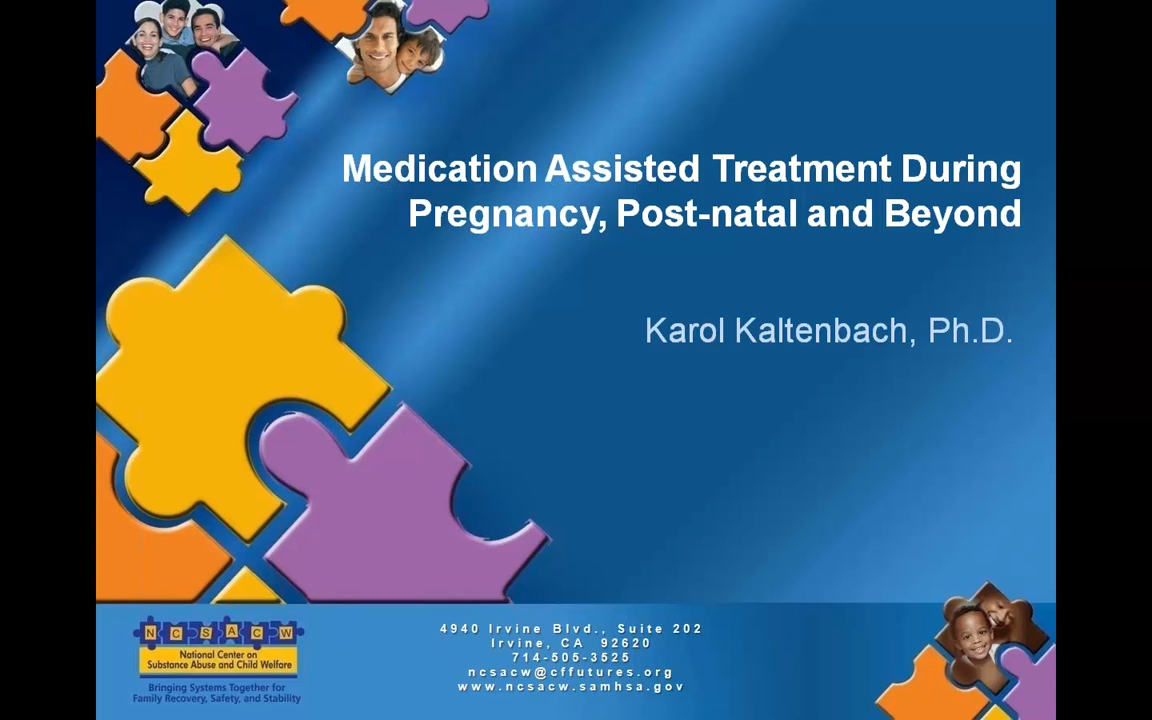 Medication Assisted Treatment During
Pregnancy, Post-natal and Beyond
Karol Kaltenbach, Ph.D.
NCSACW
National Center on
Substance Abuse and Child Welfare
Bringing Systems Together for
Family Recovery, Safety, and Stability
4940 Irvine Blvd., Suite 202
Irvine, CA 92620
714-505-3525
ncsacw@cffutures.org
www.ncsacw.samhsa.gov